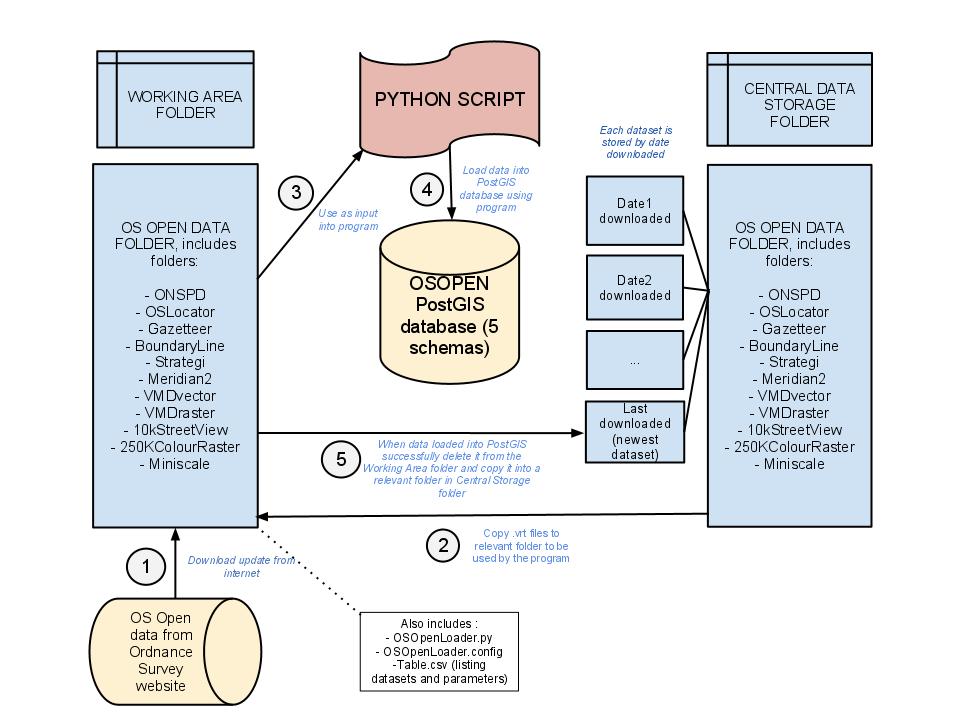 WORKING AREA
FOLDER
PYTHON SCRIPT
CENTRAL DATA
STORAGE
FOLDER
OS OPEN DATA
FOLDER, includes
folders:
- ONSPD
- OSLocator
- Gazetteer
- BoundaryLine
- Strategi
- Meridian2
- VMDvector
- VMDraster
- 10kStreetView
- 250KColourRaster
- Miniscale
3
Use as input
into program
4
Load data into
PostGIS
database using
program
OSOPEN
PostGIS
database (5
schemas)
Each dataset is
stored by date
downloaded
Date1
downloaded
Date2
downloaded
...
Last
downloaded
(newest
dataset)
OS OPEN DATA
FOLDER, includes
folders:
- ONSPD
- OSLocator
- Gazetteer
- BoundaryLine
- Strategi
- Meridian2
- VMDvector
- VMDraster
- 10kStreetView
- 250KColourRaster
- Miniscale
5
When data loaded into PostGIS
successfully delete it from the
Working Area folder and copy it into a
relevant folder in Central Storage
folder
2
Copy .vrt files to
relevant folder to be
used by the program
1
Download update from
internet
OS Open
data from
Ordnance
Survey
website
Also includes :
- OSOpenLoader.py
- OSOpenLoader.config
-Table.csv (listing
datasets and parameters)